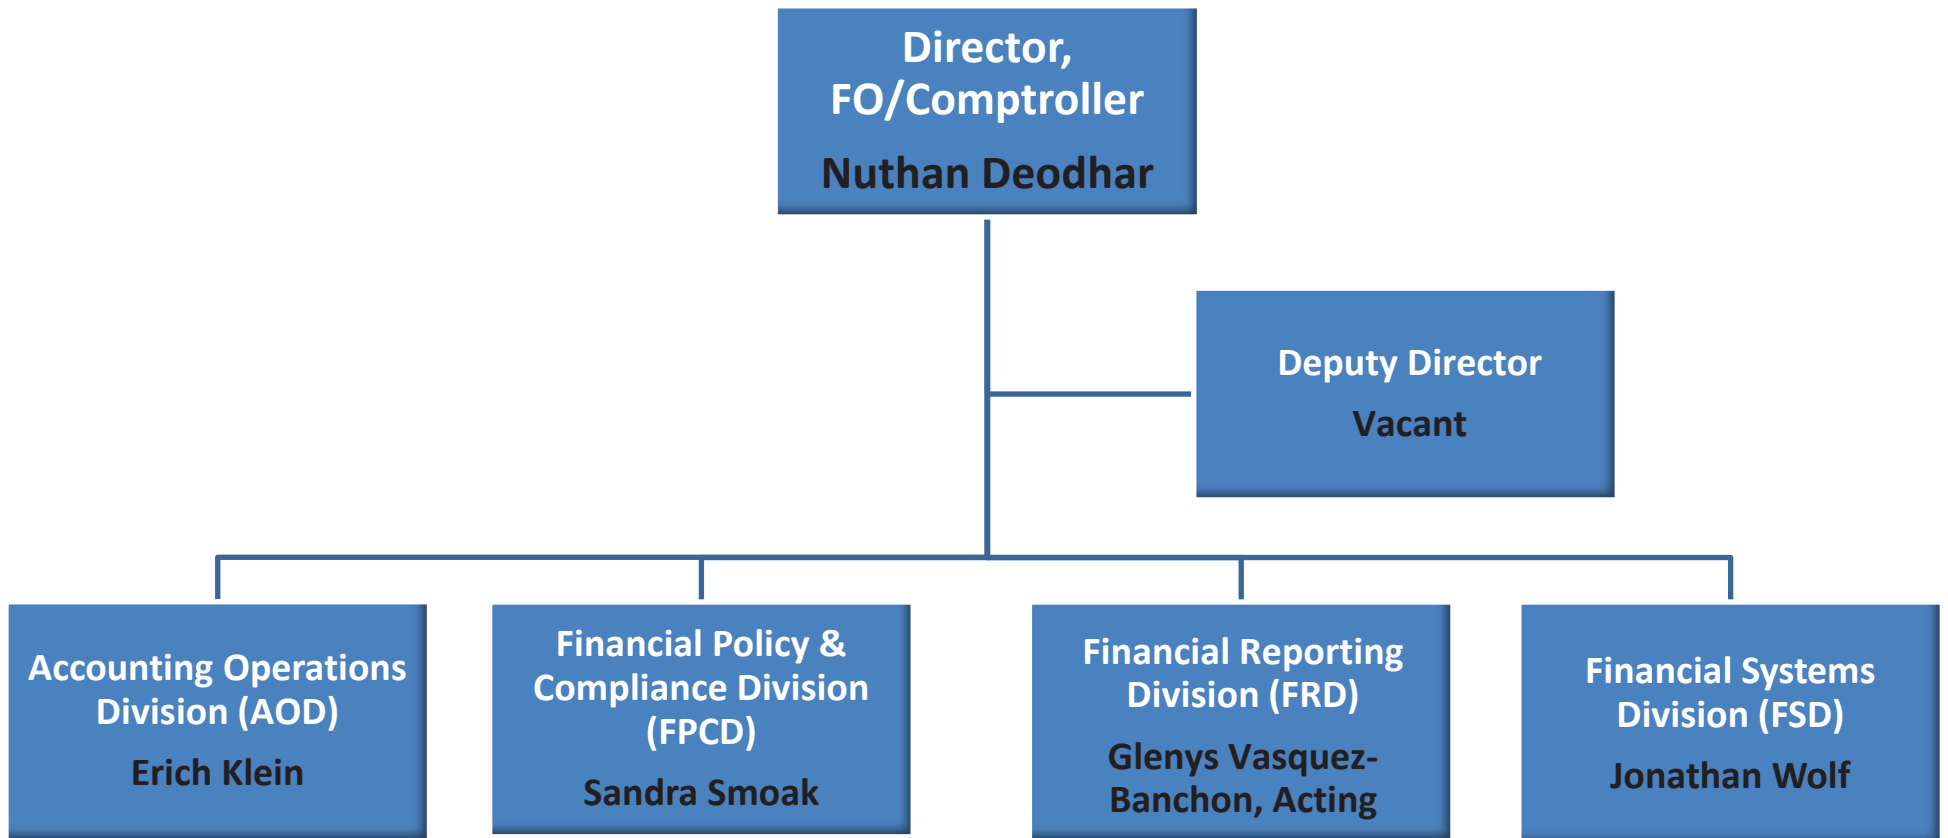 Director,
FO/Comptroller
Nuthan Deodhar
Deputy Director
Vacant
Accounting Operations
Division (AOD)
Erich Klein
Financial Policy &
Compliance Division
(FPCD)
Sandra Smoak
Financial Reporting
Division (FRD)
Glenys Vasquez-
Banchon, Acting
Financial Systems
Division (FSD)
Jonathan Wolf